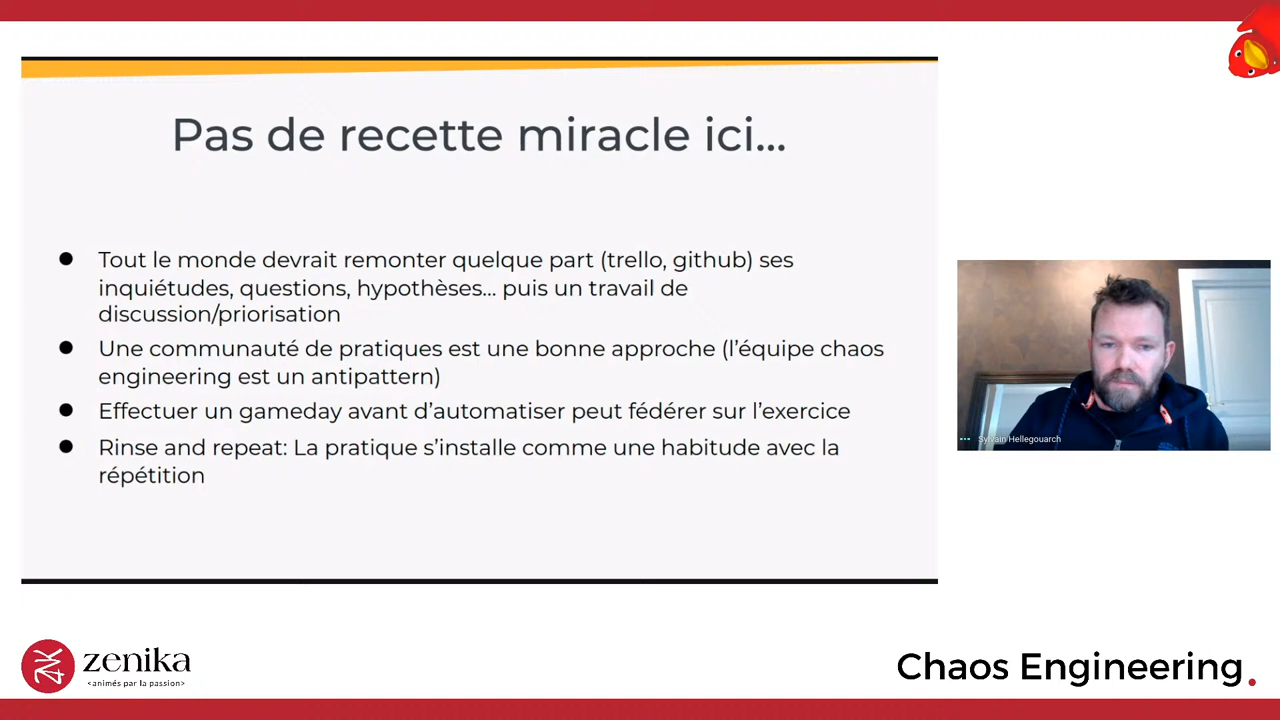 Pas de recette miracle ici...
Tout le monde devrait remonter quelque part (trello, github) ses
inquiétudes, questions, hypothèses... puis un travail de
discussion/priorisation
Une communauté de pratiques est une bonne approche (l’équipe chaos
engineering est un antipattern)
Effectuer un gameday avant d’automatiser peut fédérer sur l’exercice
Rinse and repeat: La pratique s’installe comme une habitude avec la
répétition
Sylvain Hellegouarch
zenika
<animés par la passion>
Chaos Engineering.